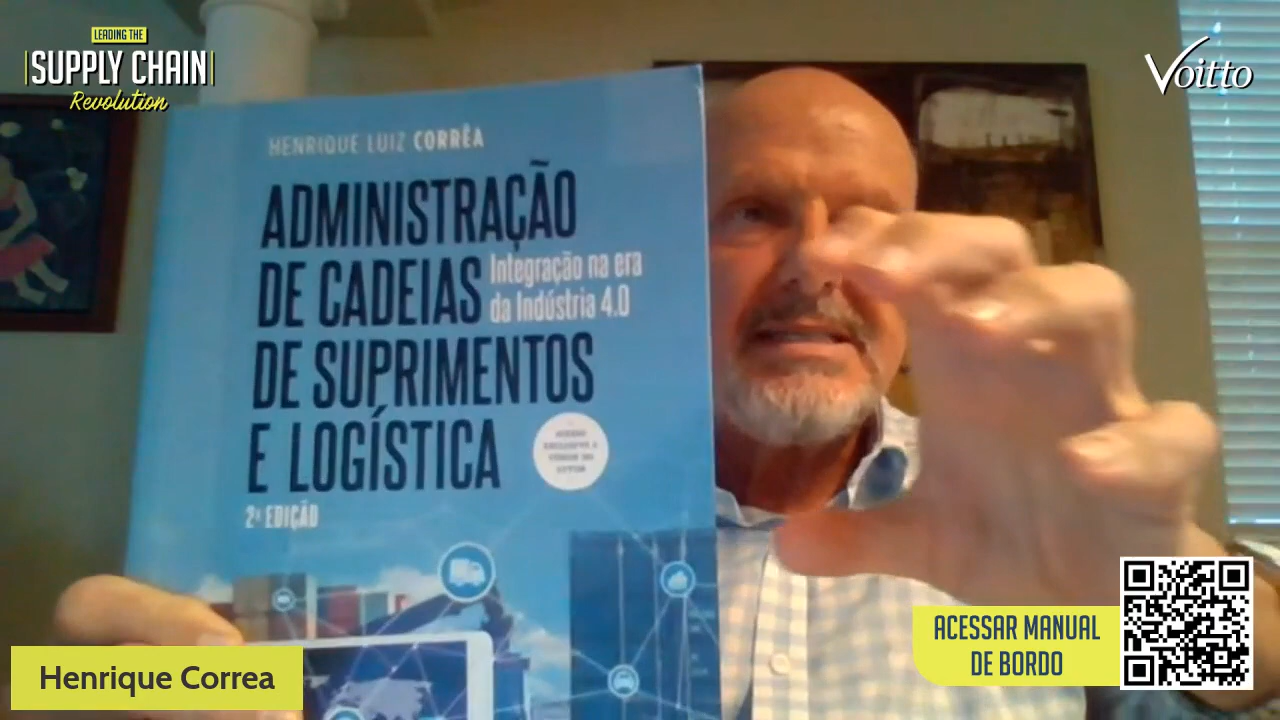 LEADING THE
SUPPLY CHAIN
Revolution
Voitto
HENRIQUE LUIZ CORRÊA
ADMINISTRAÇÃO
DE CADEIAS
Integração na era
da Indústria 4.0
DE SUPRIMENTOS
E LOGÍSTICA
2ª EDIÇÃO
ACESSAR MANUAL
DE BORDO
Henrique Correa